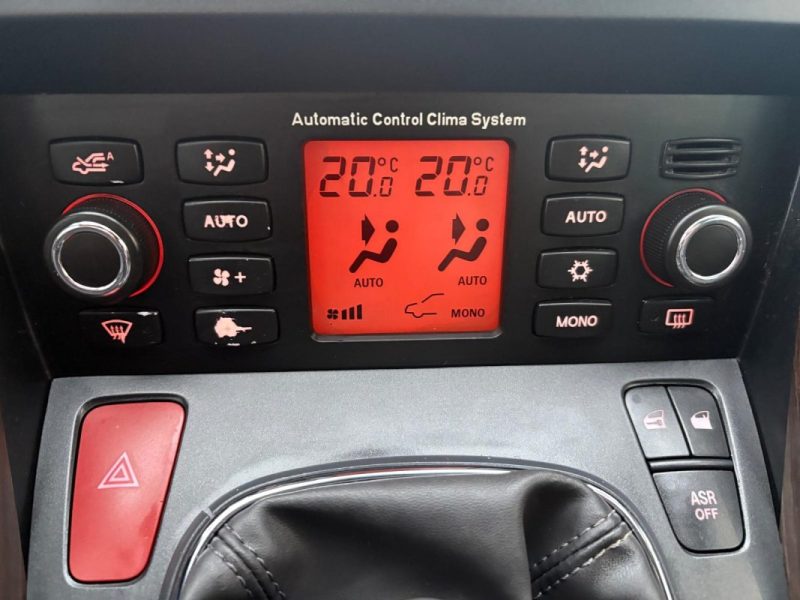 Automatic Control Clima System
A
20.0°C 20.0°C
AUTO
AUTO
AUTO AUTO
+
MONO
MONO
ASR
OFF